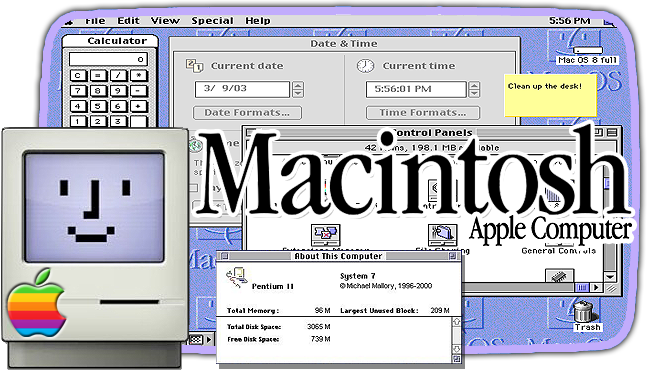 File Edit View Special Help 5:56 PM
Calculator
0
C = / *
7 8 9 -
4 5 6 +
1 2 3
Date & Time
Current date
3/ 9/03
Date Formats...
Current time
5:56:01 PM
Time Formats...
Mac OS 8 full
Clean up the desk!
Control Panels
42 items, 198.1 MB available
Macintosh
Apple Computer
General Controls
About This Computer
Pentium II
System 7
© Michael Mallory, 1996-2000
Total Memory: 96 M Largest Unused Block: 209 M
Total Disk Space: 3065 M
Free Disk Space: 739 M
Trash